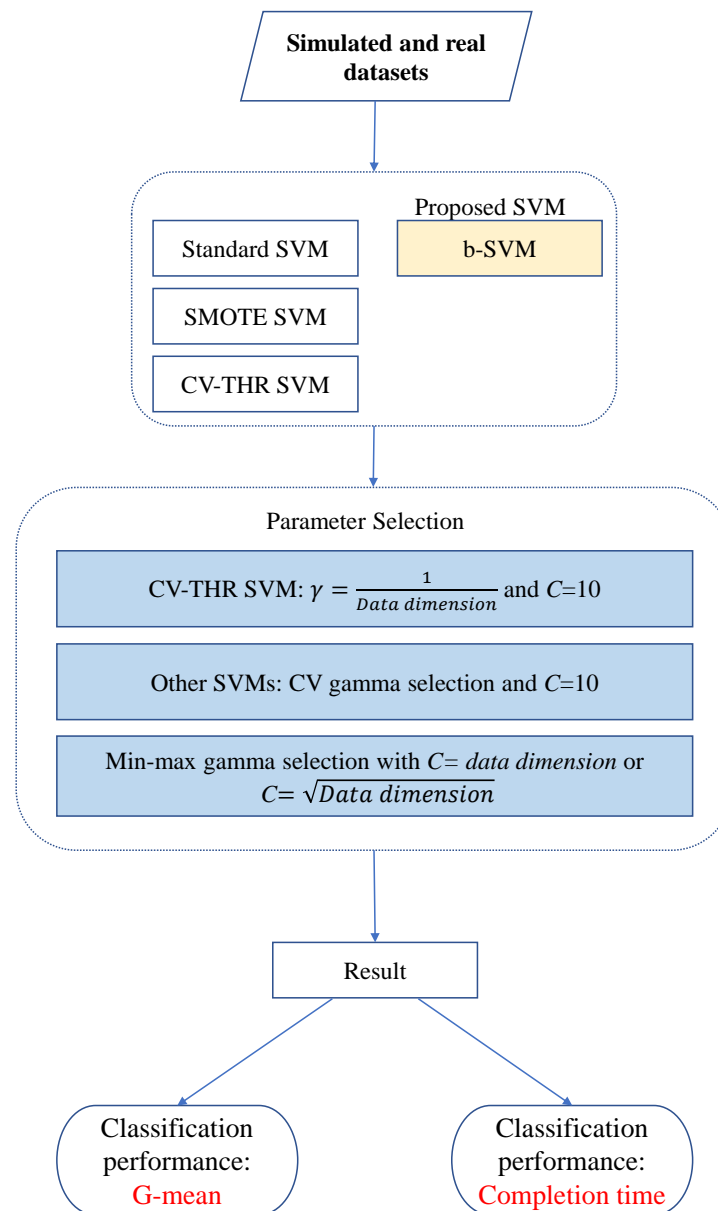 Simulated and real
datasets
Proposed SVM
Standard SVM
b-SVM
SMOTE SVM
CV-THR SVM
Parameter Selection
CV-THR SVM: γ = 1/Data dimension and C=10
Other SVMs: CV gamma selection and C=10
Min-max gamma selection with C= data dimension or
C= √Data dimension
Result
Classification
performance:
G-mean
Classification
performance:
Completion time